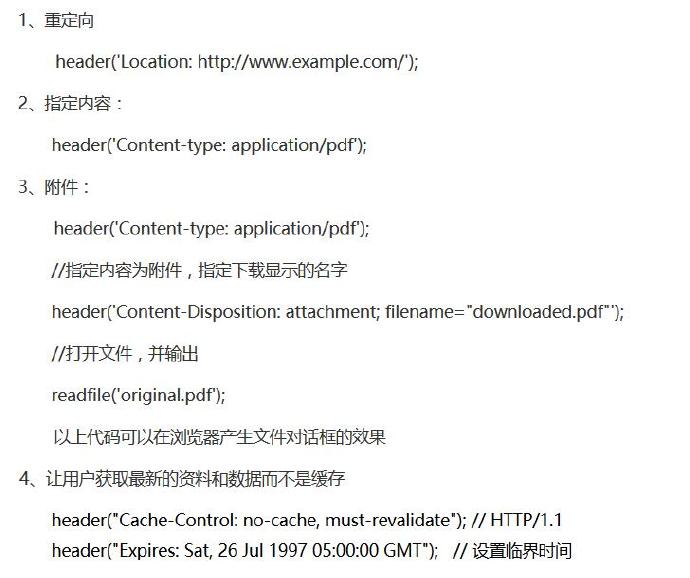 1、重定向
header('Location: http://www.example.com/');
2、指定内容：
header('Content-type: application/pdf');
3、附件：
header('Content-type: application/pdf');
//指定内容为附件，指定下载显示的名字
header('Content-Disposition: attachment; filename="downloaded.pdf"');
//打开文件，并输出
readfile('original.pdf');
以上代码可以在浏览器产生文件对话框的效果
4、让用户获取最新的资料和数据而不是缓存
header("Cache-Control: no-cache, must-revalidate"); // HTTP/1.1
header("Expires: Sat, 26 Jul 1997 05:00:00 GMT"); // 设置临界时间